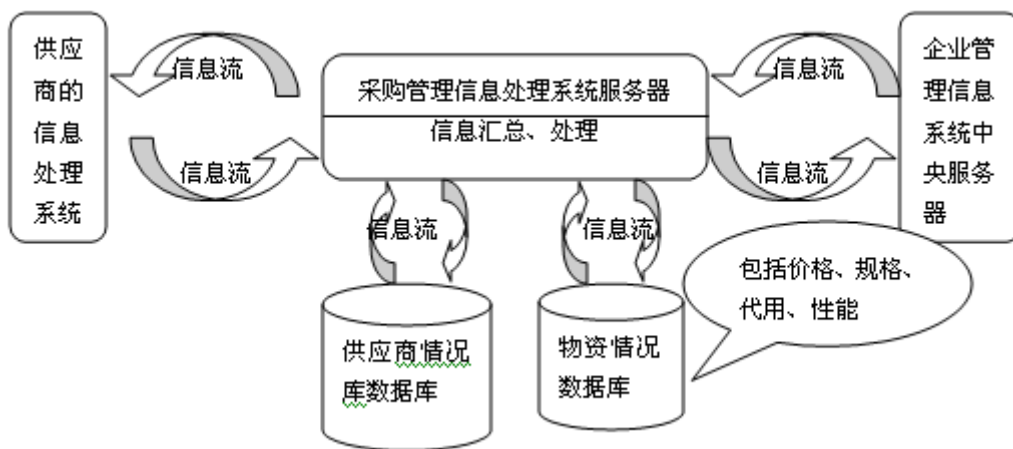 供应
商的
信息
处理
系统
信息流
信息流
采购管理信息处理系统服务器
信息汇总、处理
信息流
信息流
企业管
理信息
系统中
央服务
器
信息流
信息流
供应商情况
库数据库
物资情况
数据库
包括价格、规格、
代用、性能